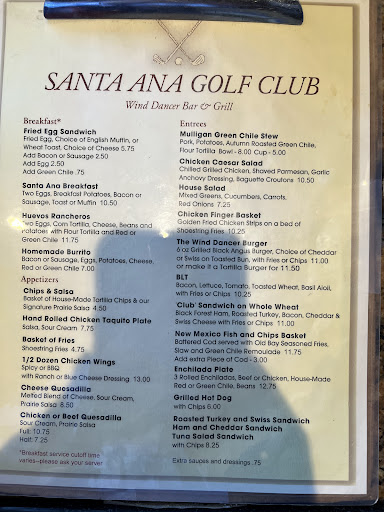 SANTA ANA GOLF CLUB
Wind Dancer Bar & Grill
Breakfast*
Fried Egg Sandwich
Fried Egg, Choice of English Muffin, or
Wheat Toast, Choice of Cheese 5.75
Add Bacon or Sausage 2.50
Add Egg 2.50
Add Green Chile .75
Santa Ana Breakfast
Two Eggs, Breakfast Potatoes, Bacon or
Sausage, Toast or Muffin 10.50
Huevos Rancheros
Two Eggs, Corn Tortilla, Cheese, Beans and
Potatoes with Flour Tortilla and Red or
Green Chile 11.75
Homemade Burrito
Bacon or Sausage, Eggs, Potatoes, Cheese,
Red or Green Chile 7.00
Appetizers
Chips & Salsa
Basket of House-Made Tortilla Chips & our
Signature Prairie Salsa 4.50
Hand Rolled Chicken Taquito Plate
Salsa, Sour Cream 7.75
Basket of Fries
Shoestring Fries 4.75
1/2 Dozen Chicken Wings
Spicy or BBQ
with Ranch or Blue Cheese Dressing 13.00
Cheese Quesadilla
Melted Blend of Cheese, Sour Cream,
Prairie Salsa 8.50
Chicken or Beef Quesadilla
Sour Cream, Prairie Salsa
Full: 10.75
Half: 7.25
*Breakfast service cutoff time
varies--please ask your server
Entrees
Mulligan Green Chile Stew
Pork, Potatoes, Autumn Roasted Green Chile,
Flour Tortilla Bowl - 8.00 Cup - 5.00
Chicken Caesar Salad
Chilled Grilled Chicken, Shaved Parmesan, Garlic
Anchovy Dressing, Baguette Croutons 10.50
House Salad
Mixed Greens, Cucumbers, Carrots,
Red Onions 7.25
Chicken Finger Basket
Golden Fried Chicken Strips on a bed of
Shoestring Fries 10.25
The Wind Dancer Burger
6 oz Grilled Black Angus Burger, Choice of Cheddar
or Swiss on Toasted Bun, with Fries or Chips 11.00
or make it a Tortilla Burger for 11.50
BLT
Bacon, Lettuce, Tomato, Toasted Wheat, Basil Aioli,
with Fries or Chips 10.25
'Club' Sandwich on Whole Wheat
Black Forest Ham, Roasted Turkey, Bacon, Cheddar &
Swiss Cheese with Fries or Chips 11.00
New Mexico Fish and Chips Basket
Battered Cod served with Old Bay Seasoned Fries,
Slaw and Green Chile Remoulade 11.75
Add extra Piece of Cod - 3.00
Enchilada Plate
3 Rolled Enchiladas, Beef or Chicken, House-Made
Red or Green Chile, Beans 12.75
Grilled Hot Dog
with Chips 6.00
Roasted Turkey and Swiss Sandwich
Ham and Cheddar Sandwich
Tuna Salad Sandwich
with Chips 8.25
Extra sauces and dressings .75